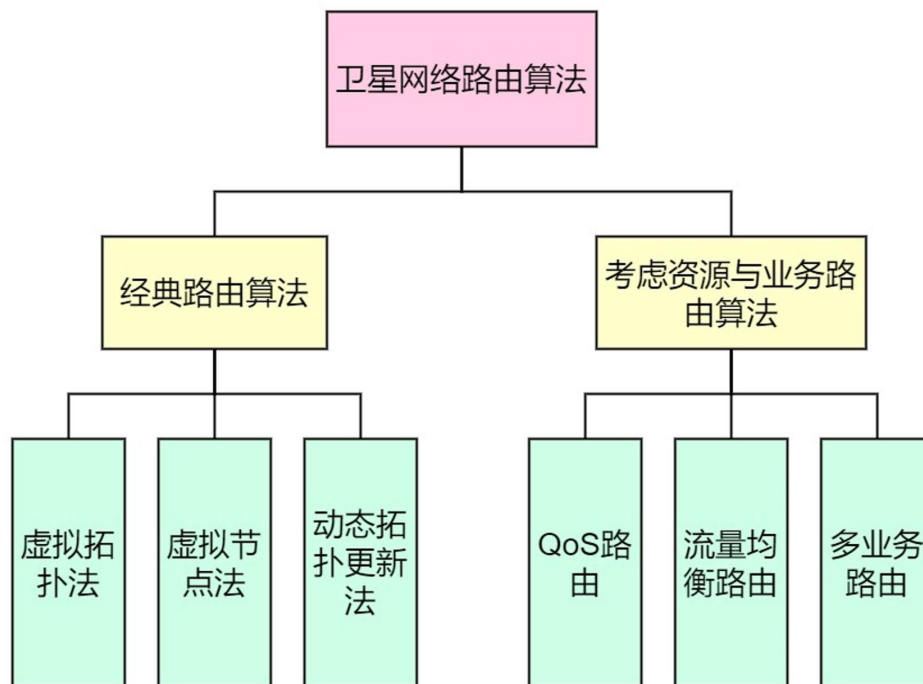 卫星网络路由算法
经典路由算法
考虑资源与业务路
由算法
虚拟拓
扑法
虚拟节
点法
动态拓
扑更新
法
QoS路
由
流量均
衡路由
多业务
路由